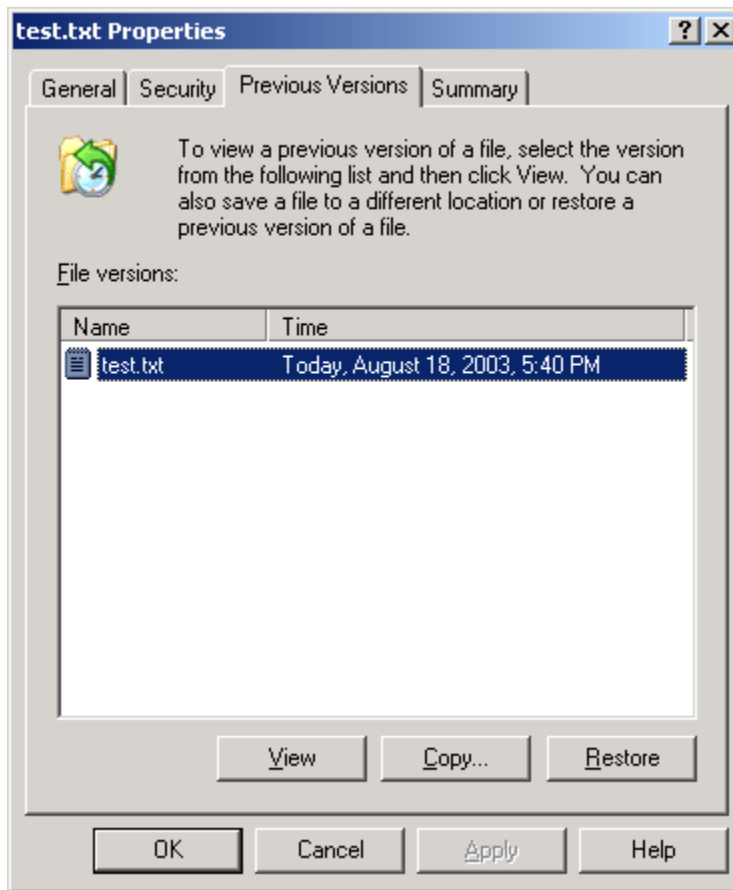 test.txt Properties
General Security Previous Versions Summary
To view a previous version of a file, select the version
from the following list and then click View. You can
also save a file to a different location or restore a
previous version of a file.
File versions:
Name Time
test.txt Today, August 18, 2003, 5:40 PM
View Copy... Restore
OK Cancel Apply Help